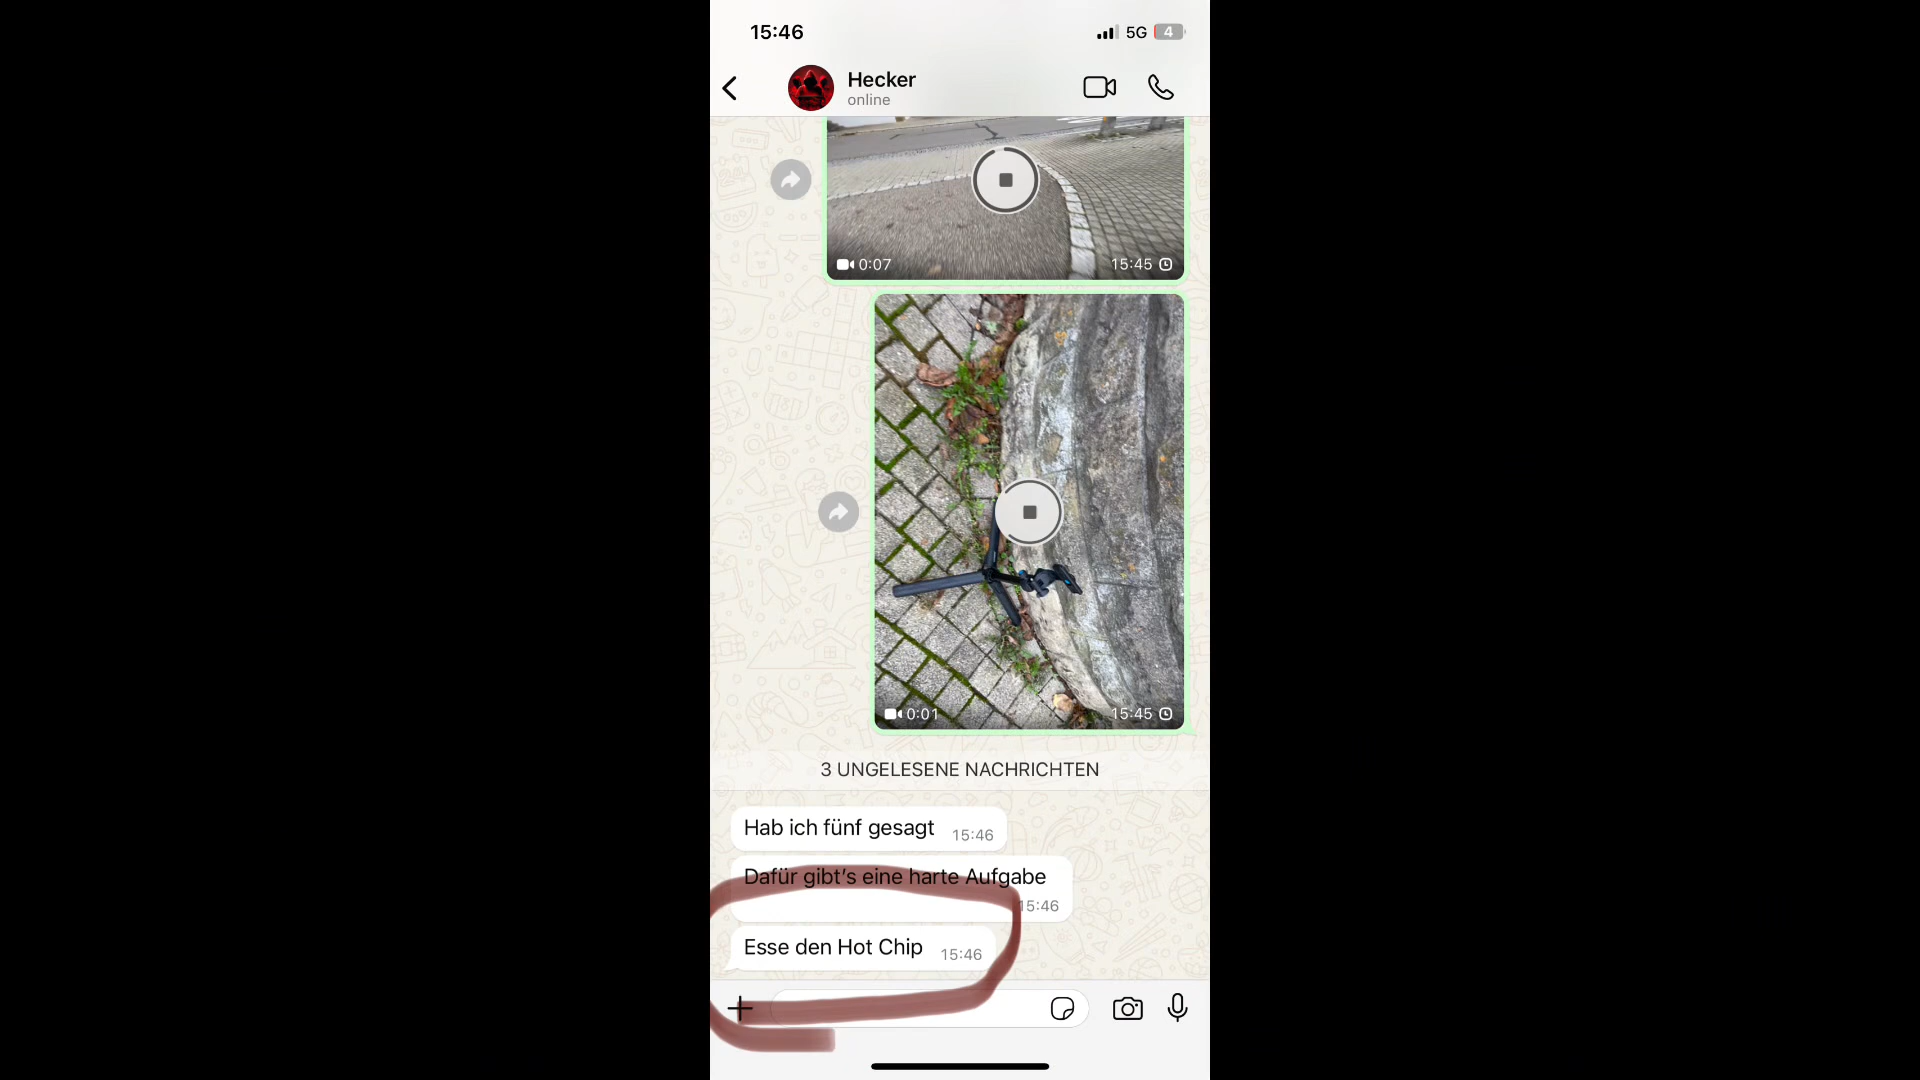 15:46
5G 4
Hecker
online
0:07 15:45
0:01 15:45
3 UNGELESENE NACHRICHTEN
Hab ich fünf gesagt 15:46
Dafür gibt's eine harte Aufgabe
15:46
Esse den Hot Chip 15:46